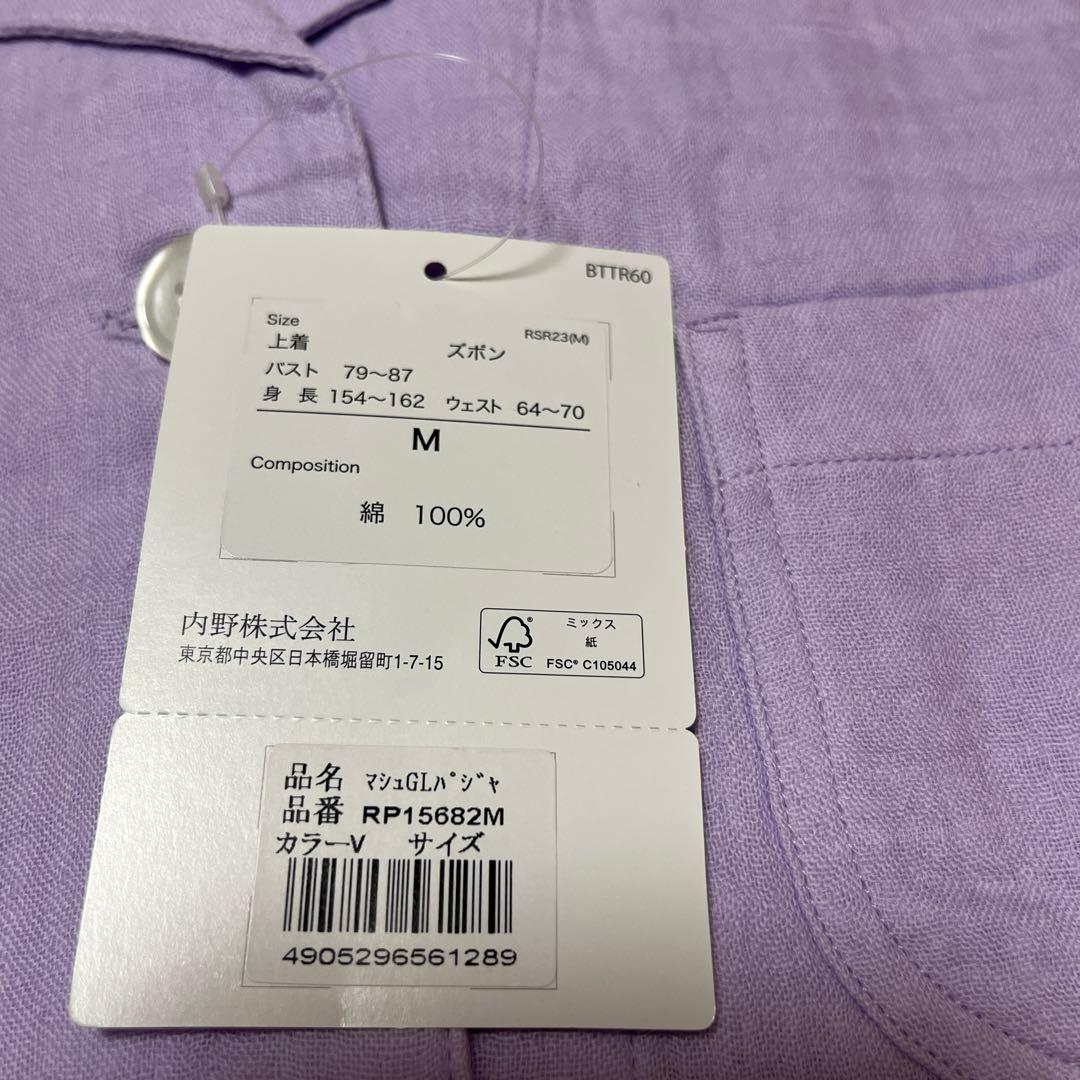 BTTR60
Size
RSR23(M)
上着 ズボン
バスト 79〜87
身 長 154〜162 ウェスト 64〜70
M
Composition
綿 100%
内野株式会社
東京都中央区日本橋堀留町1-7-15
FSC
ミックス
紙
FSC® C105044
品名 ﾏｼｭGLﾊﾟｼﾞｬ
品番 RP15682M
カラーV サイズ
4905296561289